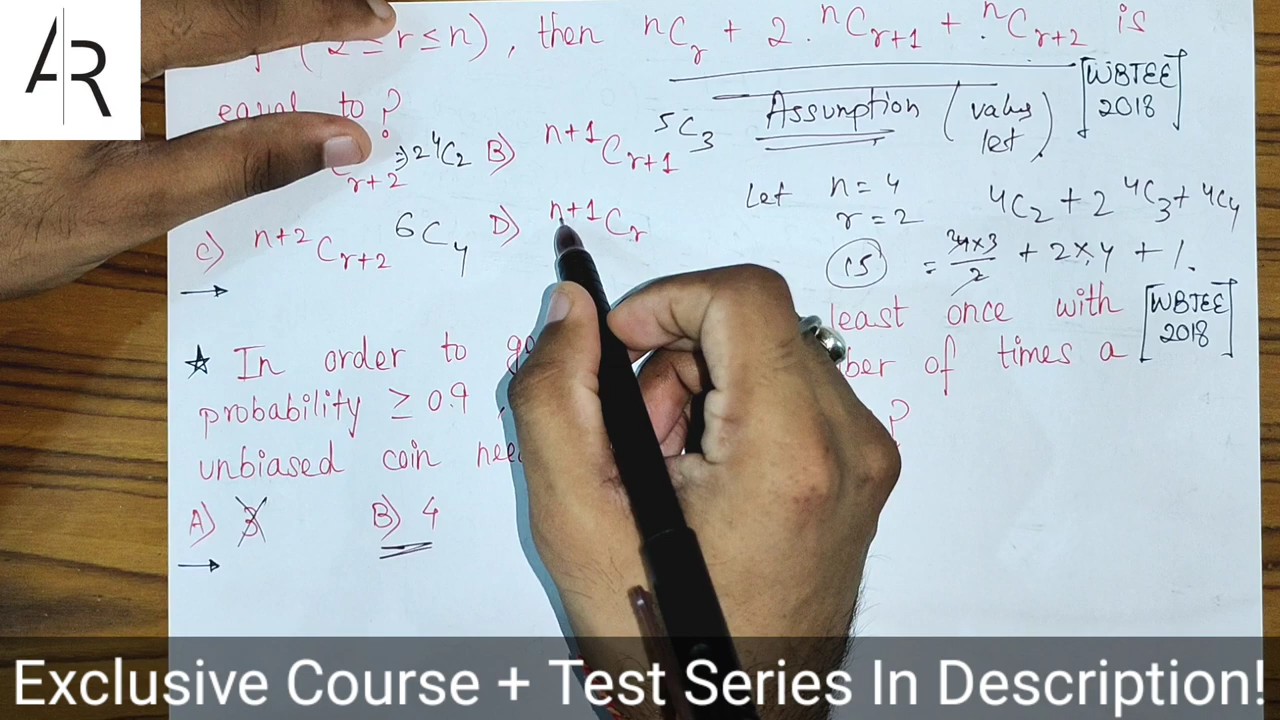 AR
(2 ≤ r ≤ n), then nCr + 2 . nCr+1 + . nCr+2 is
equal to ?
[WBJEE 2018]
Assumption (value let)
r+2 ⇒ 2 4C2 B) n+1Cr+1 5C3
Let n = 4
r = 2
4C2 + 2 4C3 + 4C4
C) n+2Cr+2 6C4 D) n+1Cr
(15) = 4×3/2 + 2×4 + 1.
→
☆ In order to least once with
[WBJEE 2018]
probability ≥ 0.9 of times a
unbiased coin ?
A) 3 B) 4
→
Exclusive Course + Test Series In Description!